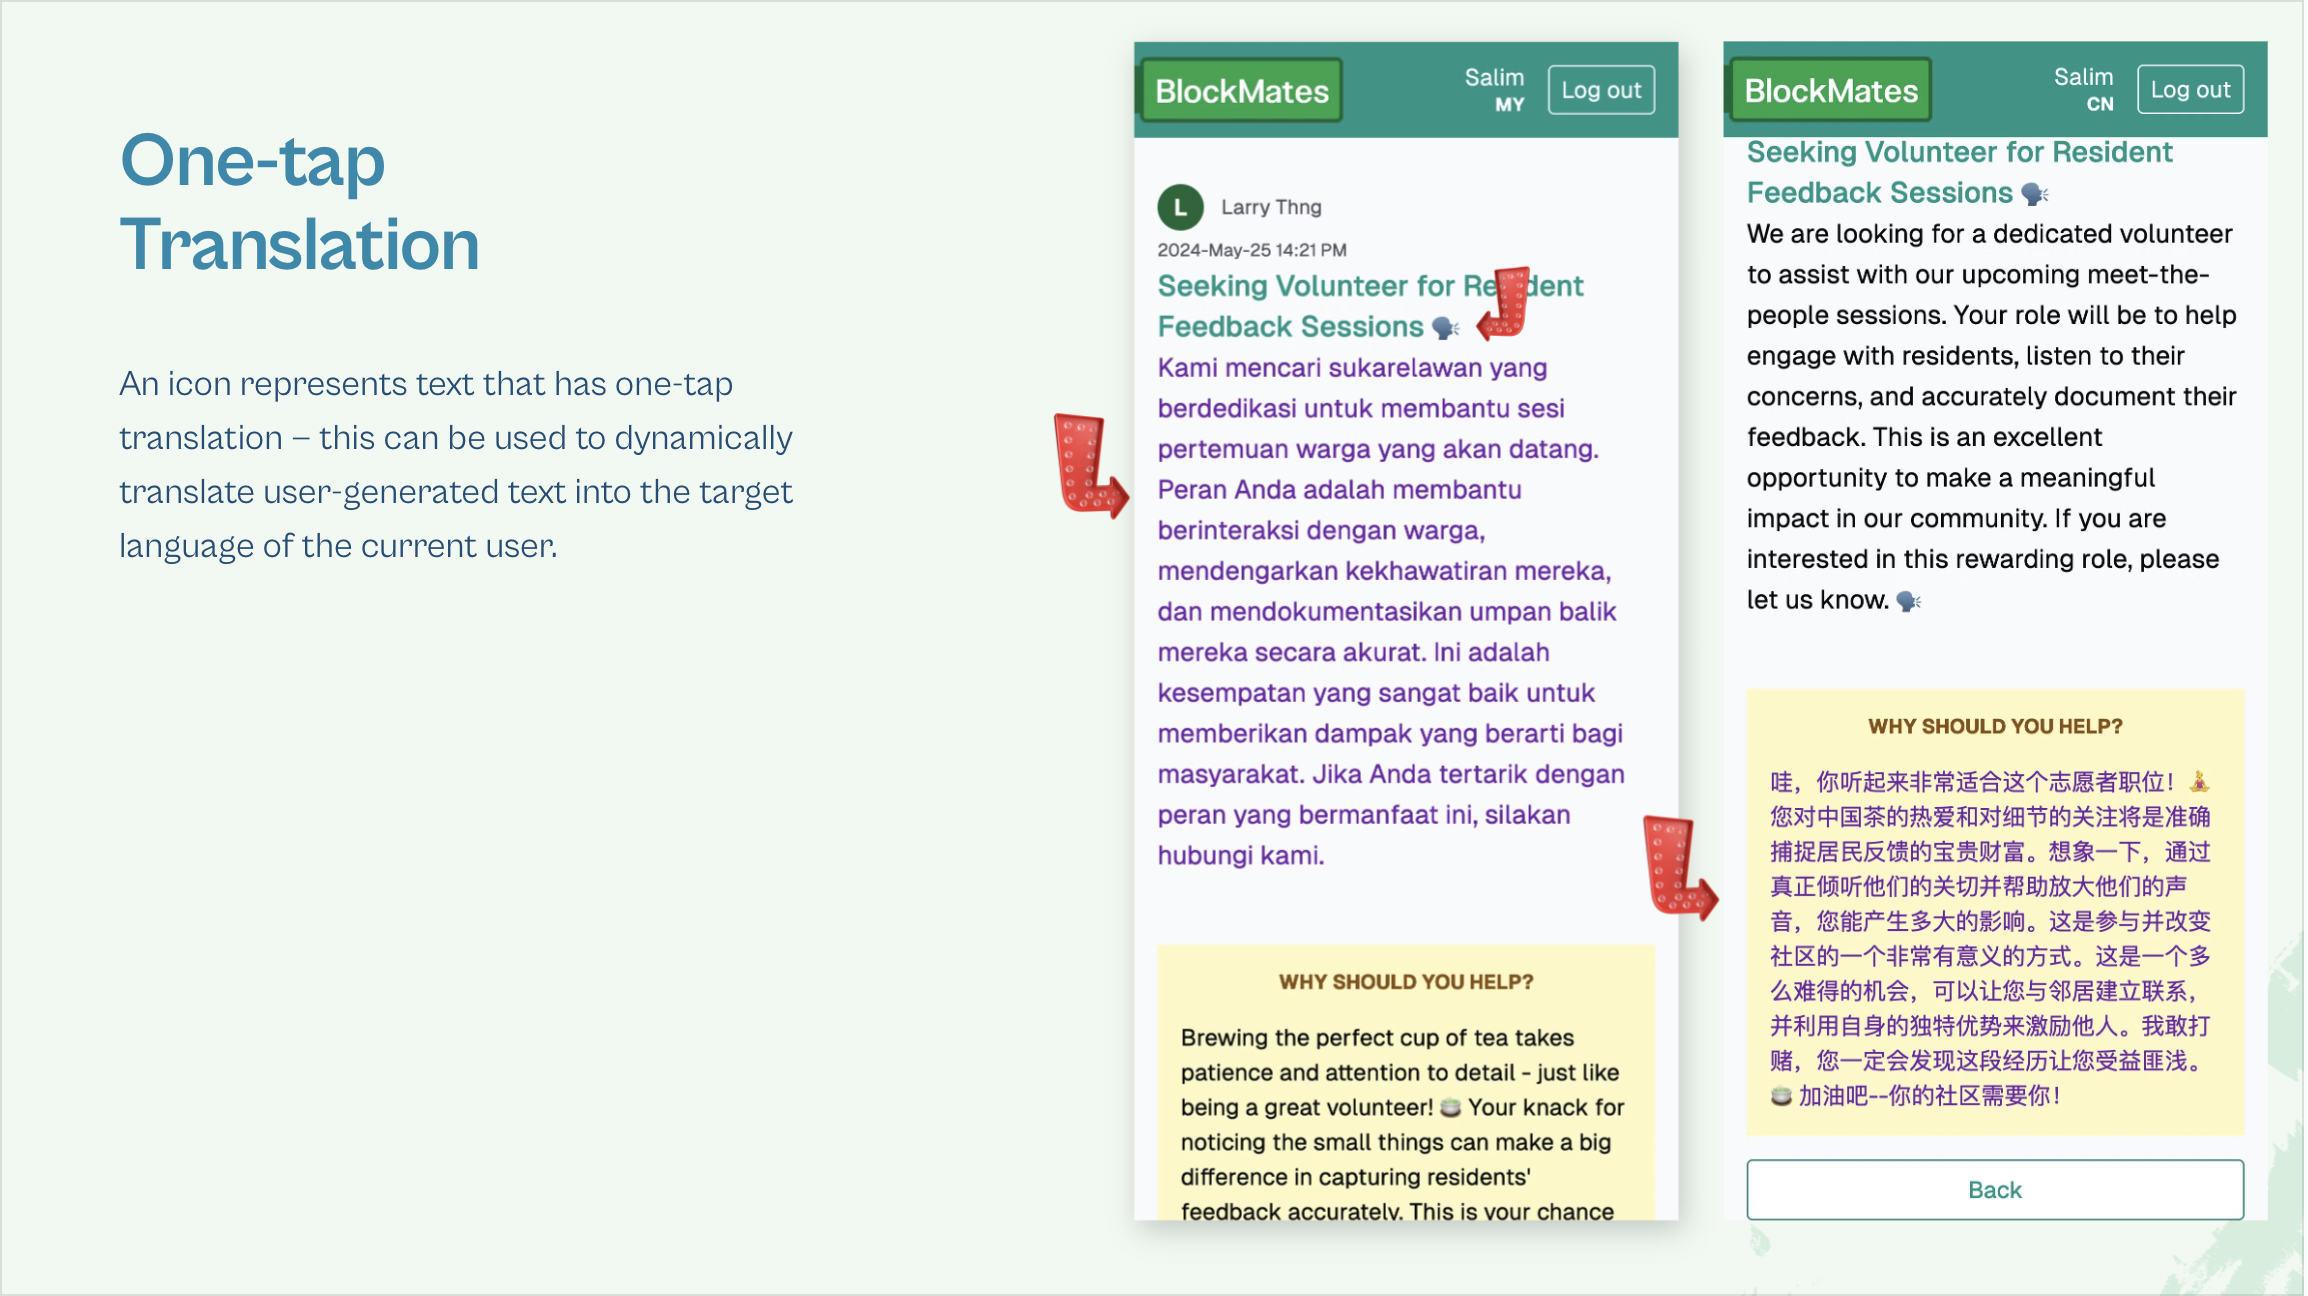 One-tap
Translation
An icon represents text that has one-tap
translation – this can be used to dynamically
translate user-generated text into the target
language of the current user.
BlockMates
Salim
MY
Log out
L
Larry Thng
2024-May-25 14:21 PM
Seeking Volunteer for Re dent
Feedback Sessions 🗣
Kami mencari sukarelawan yang
berdedikasi untuk membantu sesi
pertemuan warga yang akan datang.
Peran Anda adalah membantu
berinteraksi dengan warga,
mendengarkan kekhawatiran mereka,
dan mendokumentasikan umpan balik
mereka secara akurat. Ini adalah
kesempatan yang sangat baik untuk
memberikan dampak yang berarti bagi
masyarakat. Jika Anda tertarik dengan
peran yang bermanfaat ini, silakan
hubungi kami.
WHY SHOULD YOU HELP?
Brewing the perfect cup of tea takes
patience and attention to detail - just like
being a great volunteer! 🍵 Your knack for
noticing the small things can make a big
difference in capturing residents'
feedback accurately. This is your chance
BlockMates
Salim
CN
Log out
Seeking Volunteer for Resident
Feedback Sessions 🗣
We are looking for a dedicated volunteer
to assist with our upcoming meet-the-
people sessions. Your role will be to help
engage with residents, listen to their
concerns, and accurately document their
feedback. This is an excellent
opportunity to make a meaningful
impact in our community. If you are
interested in this rewarding role, please
let us know. 🗣
WHY SHOULD YOU HELP?
哇，你听起来非常适合这个志愿者职位！🧘
您对中国茶的热爱和对细节的关注将是准确
捕捉居民反馈的宝贵财富。想象一下，通过
真正倾听他们的关切并帮助放大他们的声
音，您能产生多大的影响。这是参与并改变
社区的一个非常有意义的方式。这是一个多
么难得的机会，可以让您与邻居建立联系，
并利用自身的独特优势来激励他人。我敢打
赌，您一定会发现这段经历让您受益匪浅。
🍵 加油吧--你的社区需要你！
Back